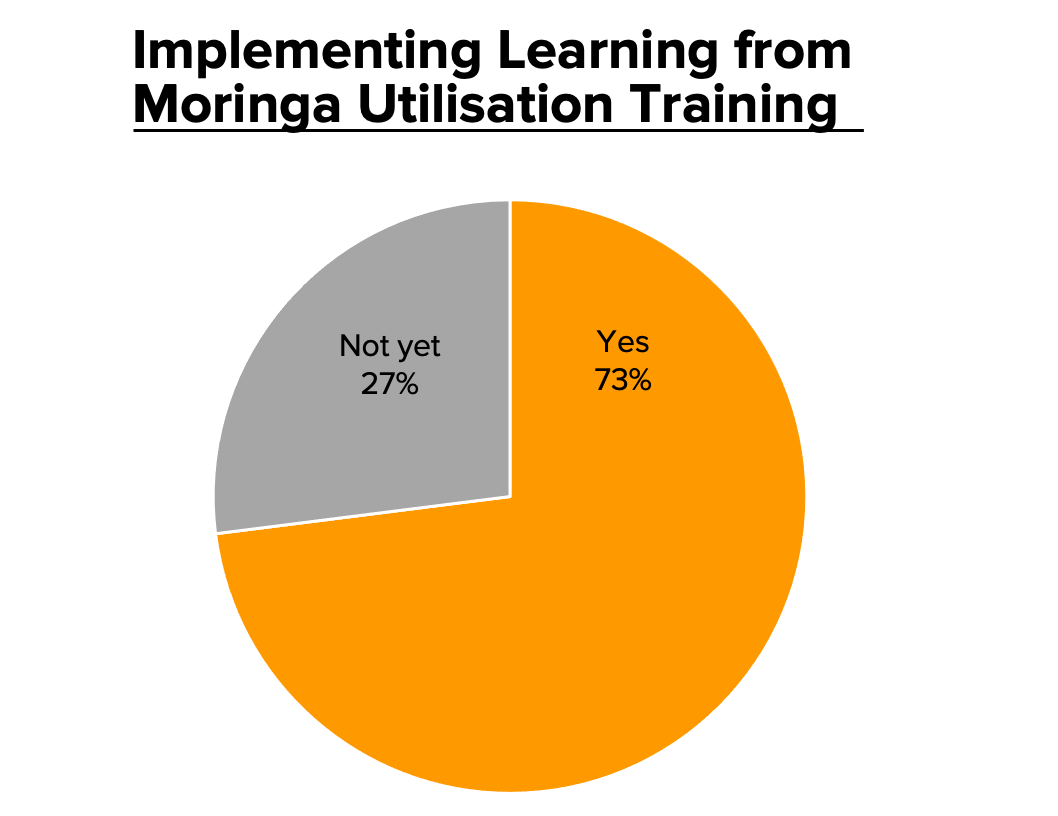 Implementing Learning from
Moringa Utilisation Training
Not yet
27%
Yes
73%